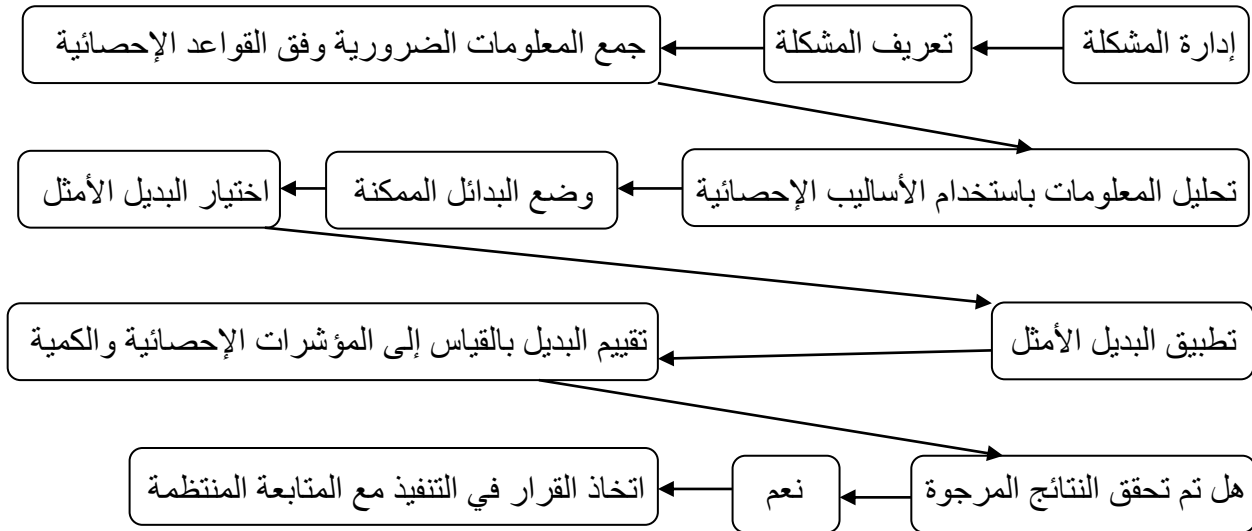 إدارة المشكلة
تعريف المشكلة
جمع المعلومات الضرورية وفق القواعد الإحصائية
تحليل المعلومات باستخدام الأساليب الإحصائية
وضع البدائل الممكنة
اختيار البديل الأمثل
تطبيق البديل الأمثل
تقييم البديل بالقياس إلى المؤشرات الإحصائية والكمية
هل تم تحقق النتائج المرجوة
نعم
اتخاذ القرار في التنفيذ مع المتابعة المنتظمة